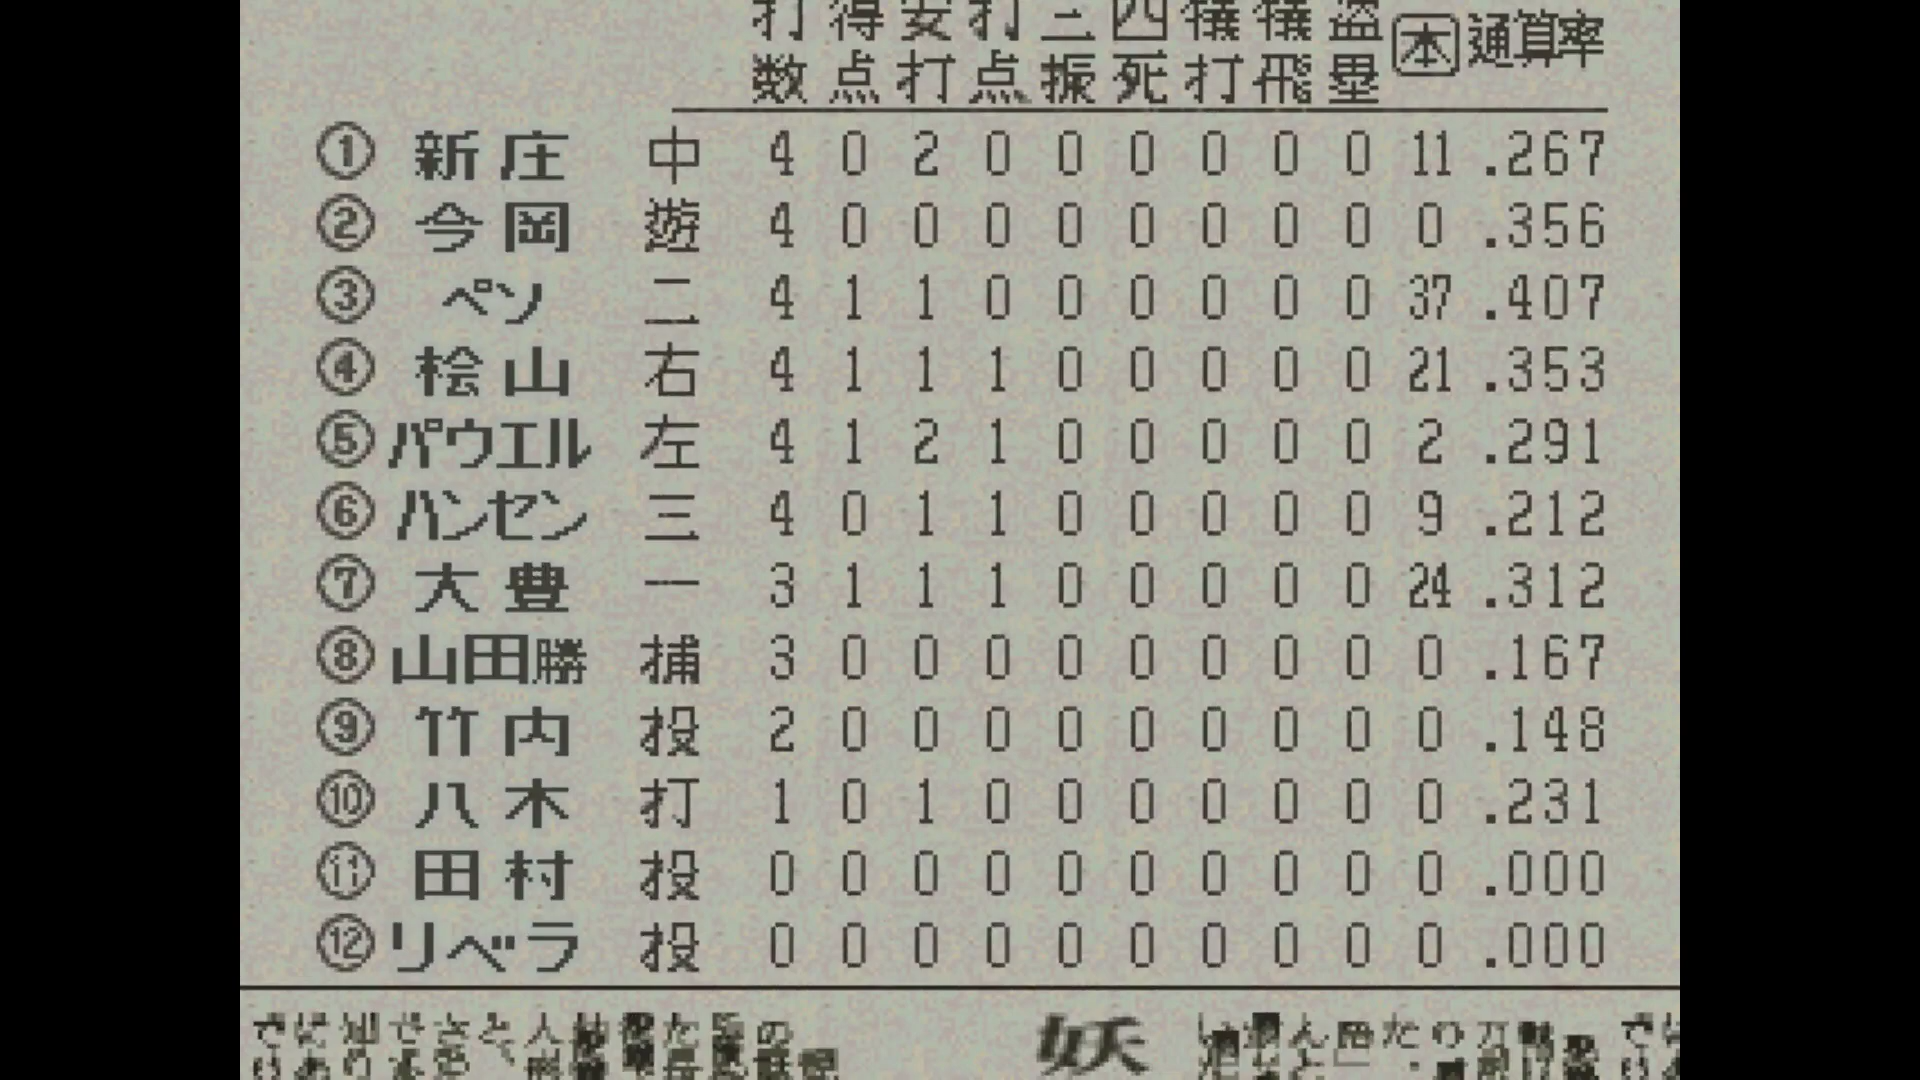 打数 得点 安打 打点 三振 四死 犠打 犠飛 盗塁 本 通算率
① 新庄 中 4 0 2 0 0 0 0 0 0 11 .267
② 今岡 遊 4 0 0 0 0 0 0 0 0 0 .356
③ ペソ 二 4 1 1 0 0 0 0 0 0 37 .407
④ 桧山 右 4 1 1 1 0 0 0 0 0 21 .353
⑤ パウエル 左 4 1 2 1 0 0 0 0 0 2 .291
⑥ ハンセン 三 4 0 1 1 0 0 0 0 0 9 .212
⑦ 大豊 一 3 1 1 1 0 0 0 0 0 24 .312
⑧ 山田勝 捕 3 0 0 0 0 0 0 0 0 0 .167
⑨ 竹内 投 2 0 0 0 0 0 0 0 0 0 .148
⑩ 八木 打 1 0 1 0 0 0 0 0 0 0 .231
⑪ 田村 投 0 0 0 0 0 0 0 0 0 0 .000
⑫ リベラ 投 0 0 0 0 0 0 0 0 0 0 .000
妖